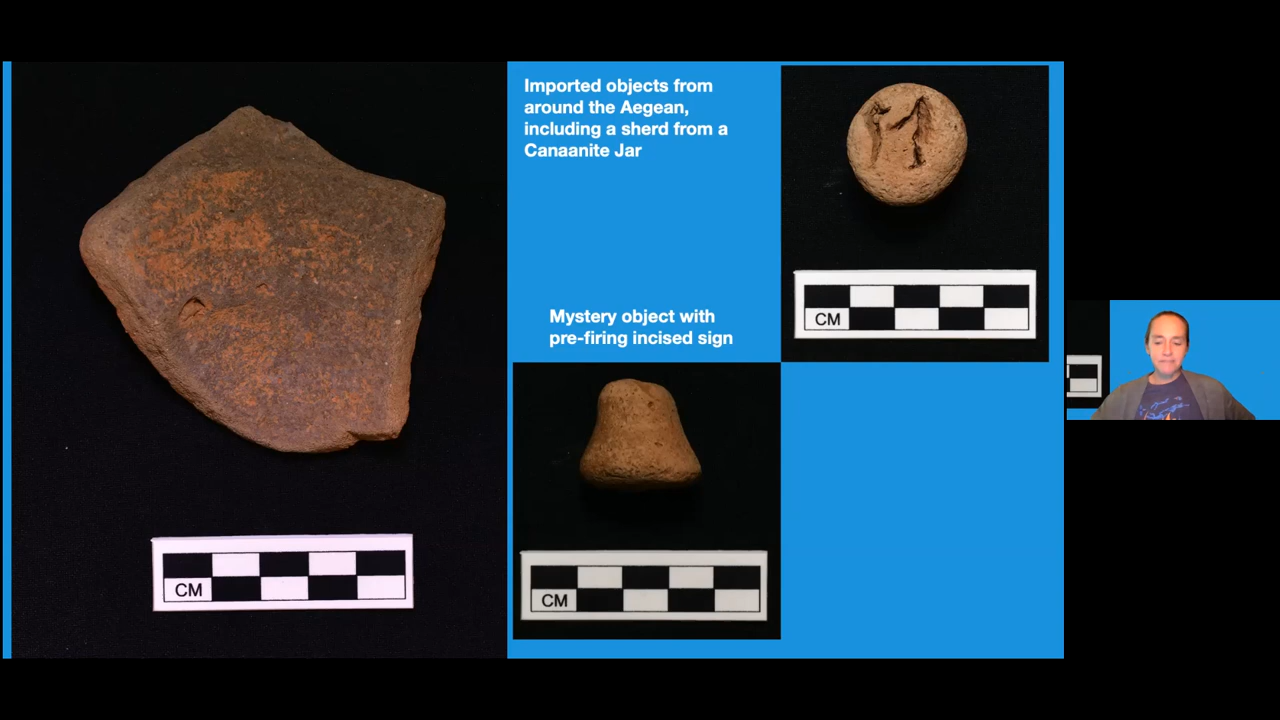 Imported objects from
around the Aegean,
including a sherd from a
Canaanite Jar
Mystery object with
pre-firing incised sign
CM
CM
CM